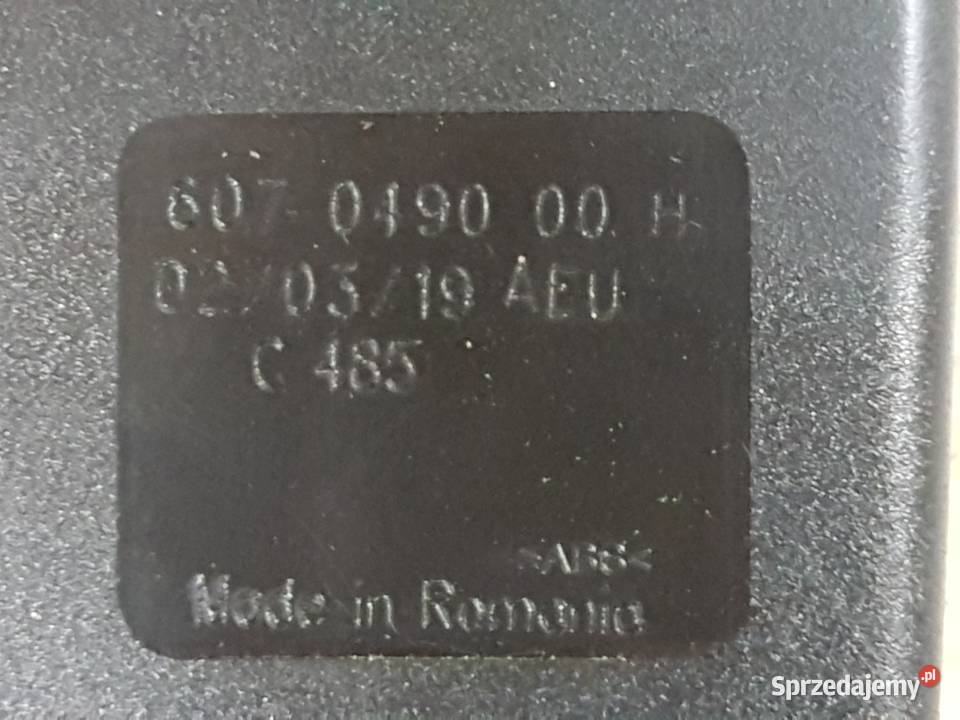 607 0490 00 H
02/03/19 AEU
C 485
>ABS<
Made in Romania
Sprzedajemy.pl